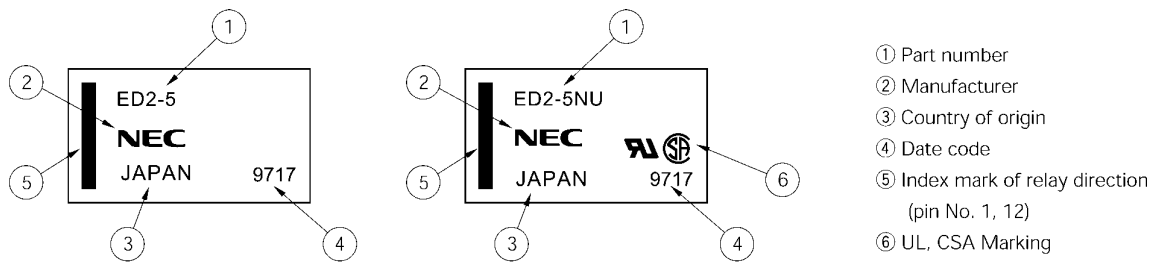 ① ①
② ED2-5 ② ED2-5NU
NEC NEC
JAPAN 9717 JAPAN 9717
⑤ ③ ④ ⑤ ③ ④ ⑥
① Part number
② Manufacturer
③ Country of origin
④ Date code
⑤ Index mark of relay direction
(pin No. 1, 12)
⑥ UL, CSA Marking